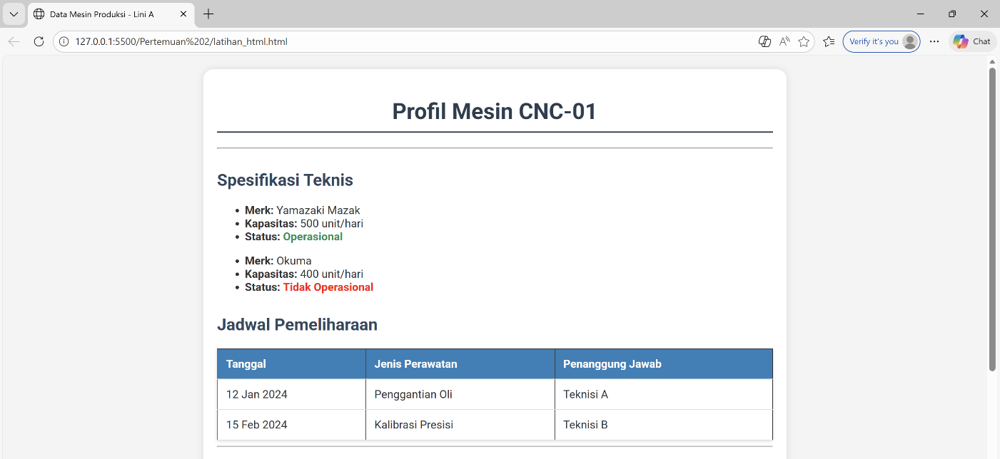 Data Mesin Produksi - Lini A
127.0.0.1:5500/Pertemuan%202/latihan_html.html
Verify it's you
Chat
Profil Mesin CNC-01
Spesifikasi Teknis
• Merk: Yamazaki Mazak
• Kapasitas: 500 unit/hari
• Status: Operasional
• Merk: Okuma
• Kapasitas: 400 unit/hari
• Status: Tidak Operasional
Jadwal Pemeliharaan
Tanggal Jenis Perawatan Penanggung Jawab
12 Jan 2024 Penggantian Oli Teknisi A
15 Feb 2024 Kalibrasi Presisi Teknisi B